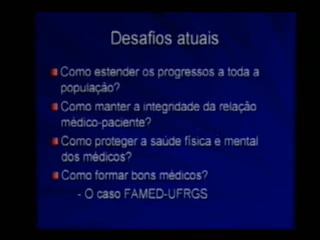 Desafios atuais
Como estender os progressos a toda a
população?
Como manter a integridade da relação
médico-paciente?
Como proteger a saúde física e mental
dos médicos?
Como formar bons médicos?
- O caso FAMED-UFRGS